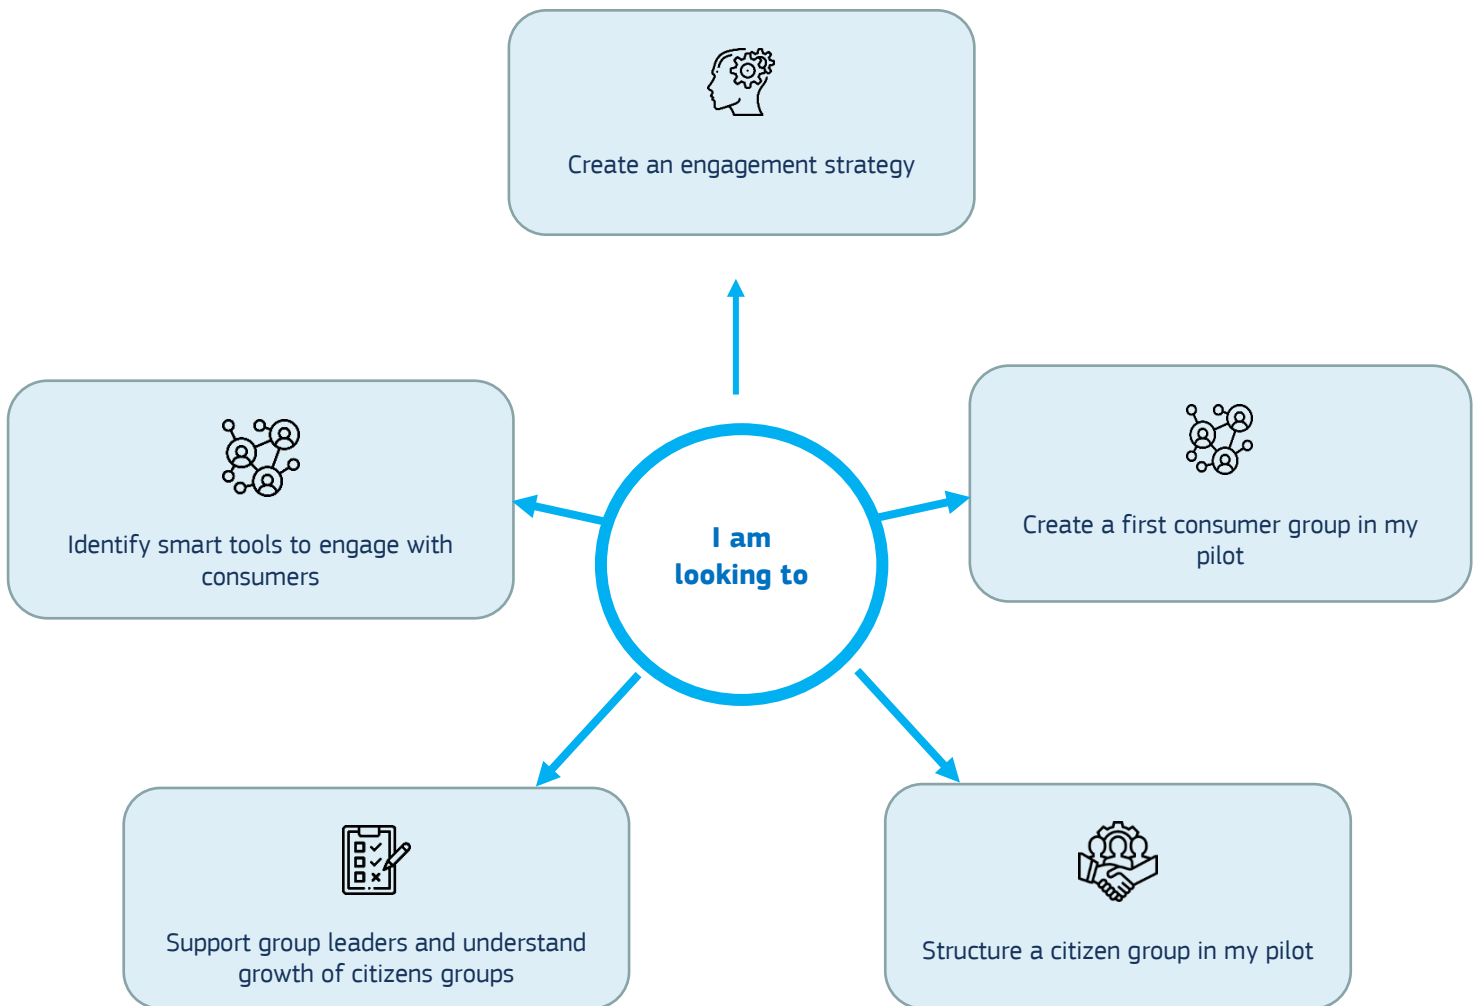 Create an engagement strategy
Identify smart tools to engage with
consumers
I am
looking to
Create a first consumer group in my
pilot
Support group leaders and understand
growth of citizens groups
Structure a citizen group in my pilot